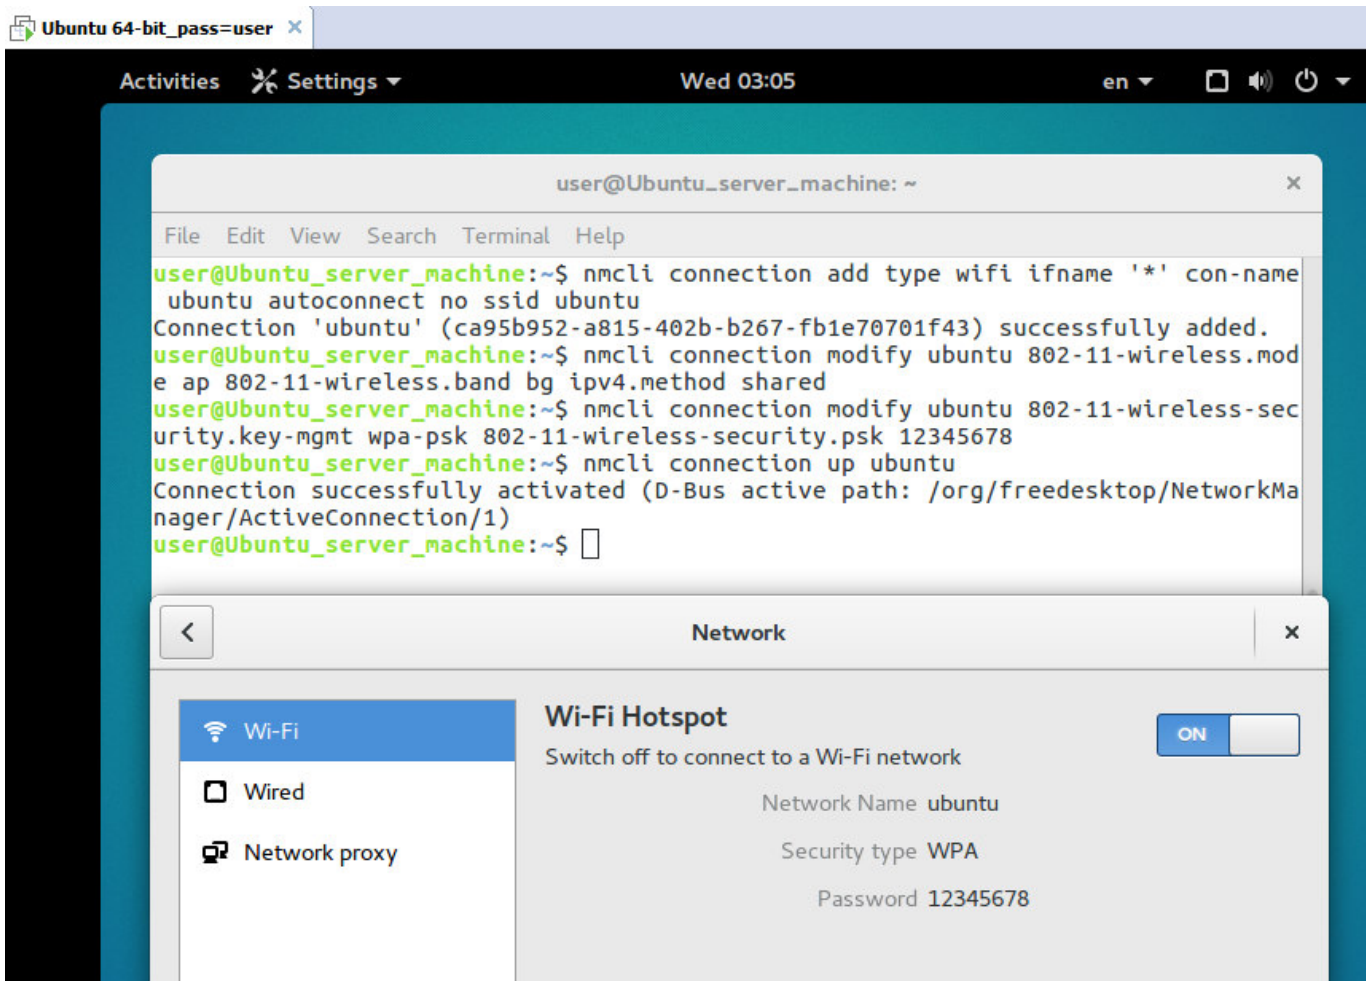 Ubuntu 64-bit_pass=user ×
Activities Settings Wed 03:05 en
user@Ubuntu_server_machine: ~ ×
File Edit View Search Terminal Help
user@Ubuntu_server_machine:~$ nmcli connection add type wifi ifname '*' con-name
ubuntu autoconnect no ssid ubuntu
Connection 'ubuntu' (ca95b952-a815-402b-b267-fb1e70701f43) successfully added.
user@Ubuntu_server_machine:~$ nmcli connection modify ubuntu 802-11-wireless.mod
e ap 802-11-wireless.band bg ipv4.method shared
user@Ubuntu_server_machine:~$ nmcli connection modify ubuntu 802-11-wireless-sec
urity.key-mgmt wpa-psk 802-11-wireless-security.psk 12345678
user@Ubuntu_server_machine:~$ nmcli connection up ubuntu
Connection successfully activated (D-Bus active path: /org/freedesktop/NetworkMa
nager/ActiveConnection/1)
user@Ubuntu_server_machine:~$
Network ×
Wi-Fi
Wired
Network proxy
Wi-Fi Hotspot
ON
Switch off to connect to a Wi-Fi network
Network Name ubuntu
Security type WPA
Password 12345678